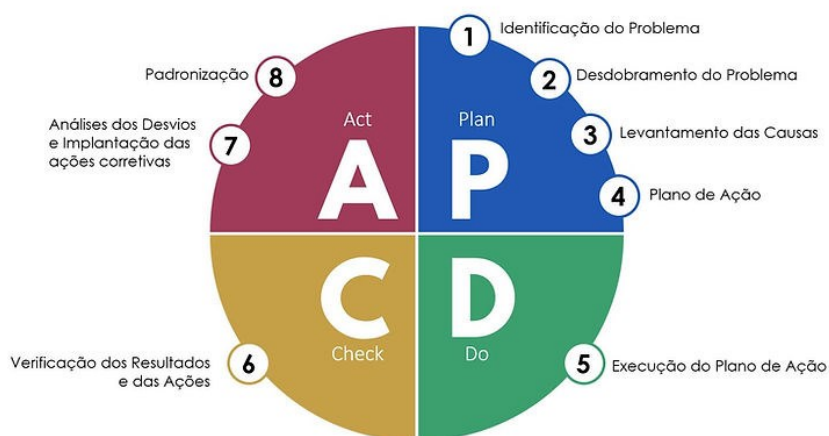 1
Identificação do Problema
2
Desdobramento do Problema
3
Levantamento das Causas
4
Plano de Ação
Plan
P
D
Do
5
Execução do Plano de Ação
C
Check
6
Verificação dos Resultados
e das Ações
Act
A
7
Análises dos Desvios
e Implantação das
ações corretivas
8
Padronização